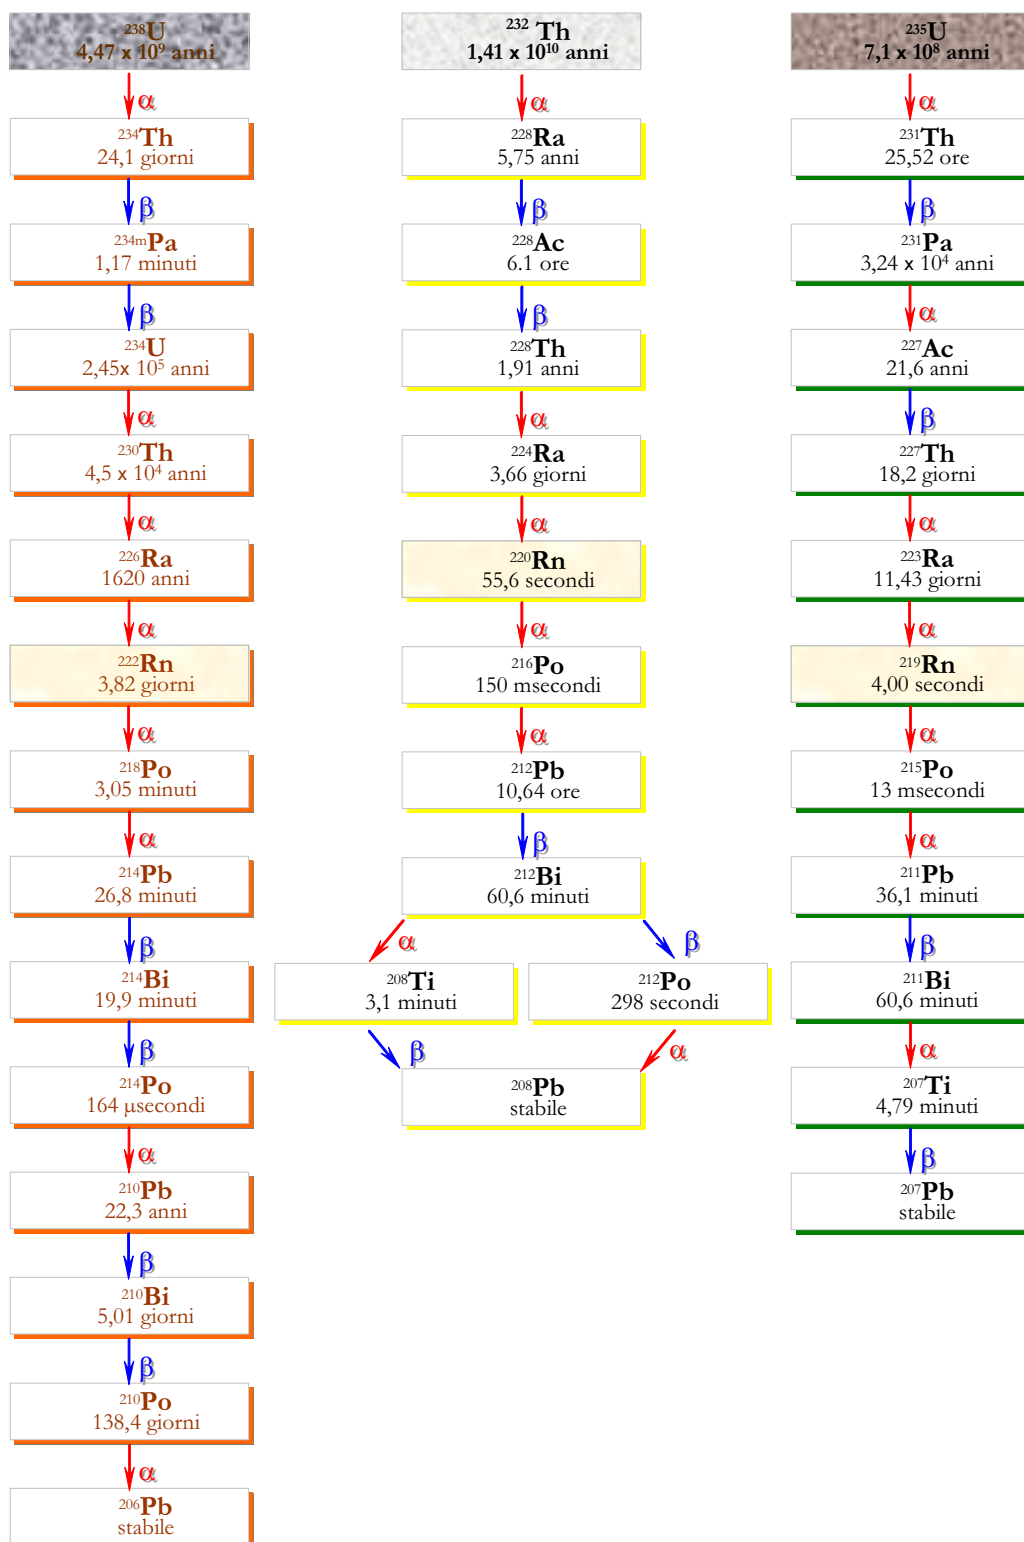 ²³⁸U
4,47 x 10⁹ anni
α
²³⁴Th
24,1 giorni
β
²³⁴ᵐPa
1,17 minuti
β
²³⁴U
2,45x 10⁵ anni
α
²³⁰Th
4,5 x 10⁴ anni
α
²²⁶Ra
1620 anni
α
²²²Rn
3,82 giorni
α
²¹⁸Po
3,05 minuti
α
²¹⁴Pb
26,8 minuti
β
²¹⁴Bi
19,9 minuti
β
²¹⁴Po
164 µsecondi
α
²¹⁰Pb
22,3 anni
β
²¹⁰Bi
5,01 giorni
β
²¹⁰Po
138,4 giorni
α
²⁰⁶Pb
stabile
²³² Th
1,41 x 10¹⁰ anni
α
²²⁸Ra
5,75 anni
β
²²⁸Ac
6.1 ore
β
²²⁸Th
1,91 anni
α
²²⁴Ra
3,66 giorni
α
²²⁰Rn
55,6 secondi
α
²¹⁶Po
150 msecondi
α
²¹²Pb
10,64 ore
β
²¹²Bi
60,6 minuti
α
β
²⁰⁸Ti
3,1 minuti
²¹²Po
298 secondi
β
α
²⁰⁸Pb
stabile
²³⁵U
7,1 x 10⁸ anni
α
²³¹Th
25,52 ore
β
²³¹Pa
3,24 x 10⁴ anni
α
²²⁷Ac
21,6 anni
β
²²⁷Th
18,2 giorni
α
²²³Ra
11,43 giorni
α
²¹⁹Rn
4,00 secondi
α
²¹⁵Po
13 msecondi
α
²¹¹Pb
36,1 minuti
β
²¹¹Bi
60,6 minuti
α
²⁰⁷Ti
4,79 minuti
β
²⁰⁷Pb
stabile